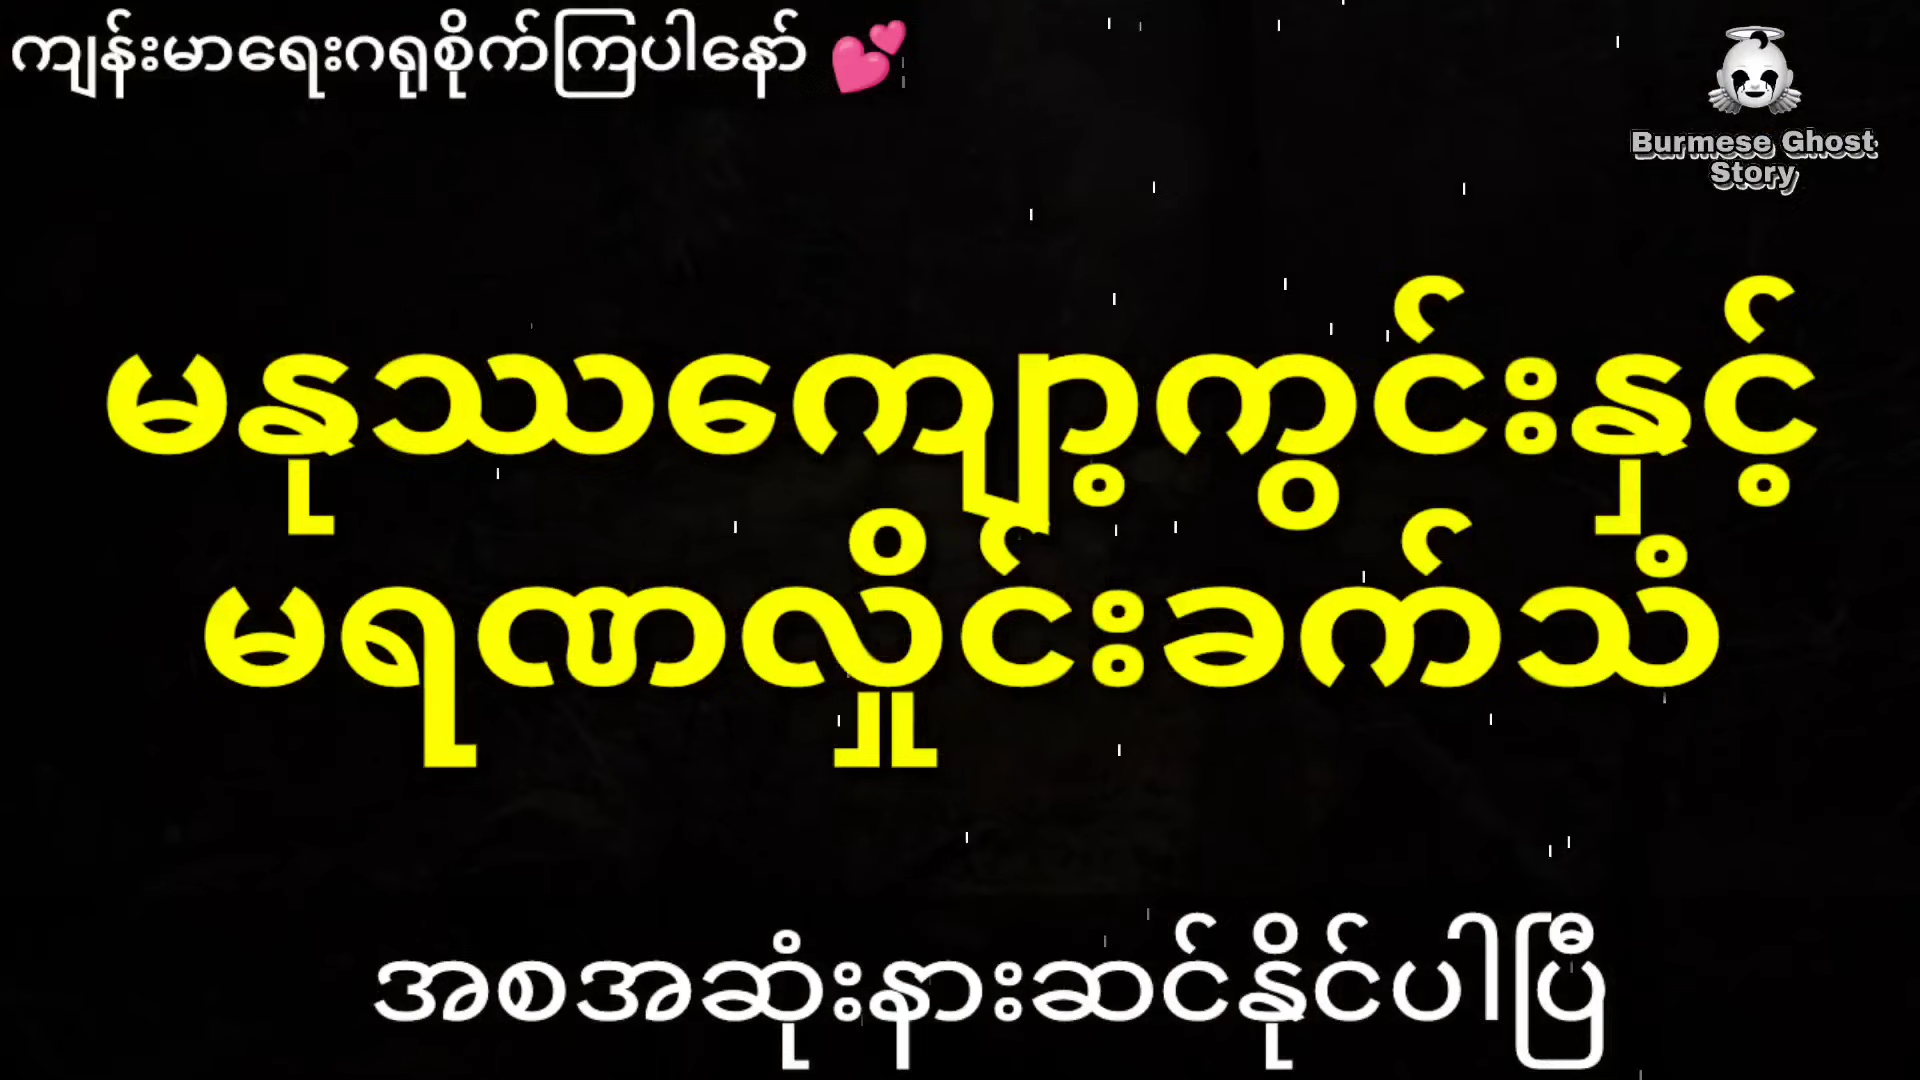 ကျန်းမာရေးဂရုစိုက်ကြပါနော် 💕
Burmese Ghost
Story
မနုဿကျော့ကွင်းနှင့်
မရဏလှိုင်းခက်သံ
အစအဆုံးနားဆင်နိုင်ပါပြီ